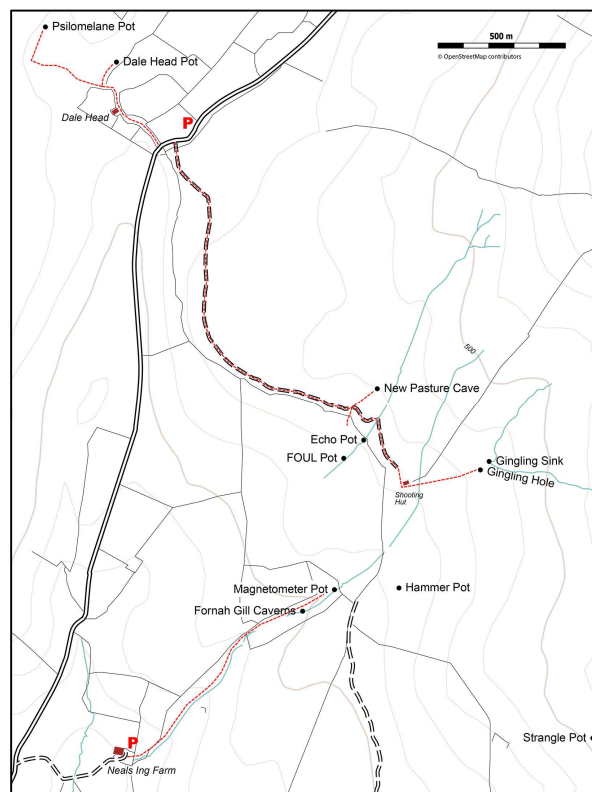 Psilomelane Pot
500 m
© OpenStreetMap contributors
Dale Head Pot
Dale Head
P
500
New Pasture Cave
Echo Pot
FOUL Pot
Gingling Sink
Gingling Hole
Shooting
Hut
Magnetometer Pot
Hammer Pot
Fornah Gill Caverns
Strangle Pot
P
Neals Ing Farm